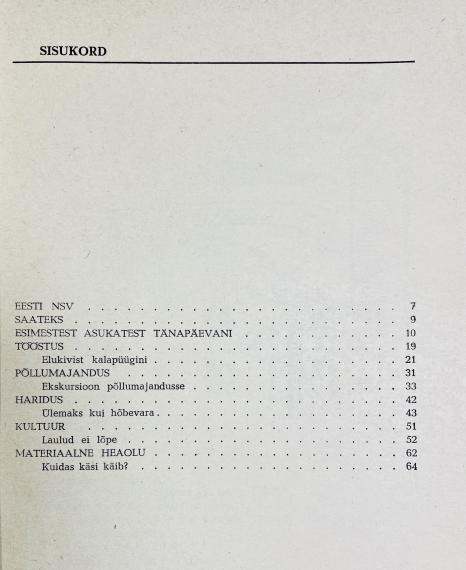 SISUKORD
EESTI NSV . . . . . . . . . . . . . . . . . . . . 7
SAATEKS . . . . . . . . . . . . . . . . . . . . . 9
ESIMESTEST ASUKATEST TÄNAPÄEVANI . . . . . . . . . . 10
TÖÖSTUS . . . . . . . . . . . . . . . . . . . . . 19
Elukivist kalapüügini . . . . . . . . . . . . . . . . 21
PÕLLUMAJANDUS . . . . . . . . . . . . . . . . . . 31
Ekskursioon põllumajandusse . . . . . . . . . . . . . 33
HARIDUS . . . . . . . . . . . . . . . . . . . . . 42
Ülemaks kui hõbevara . . . . . . . . . . . . . . . . 43
KULTUUR . . . . . . . . . . . . . . . . . . . . 51
Laulud ei lõpe . . . . . . . . . . . . . . . . . . 52
MATERIAALNE HEAOLU . . . . . . . . . . . . . . . . 62
Kuidas käsi käib? . . . . . . . . . . . . . . . . . 64